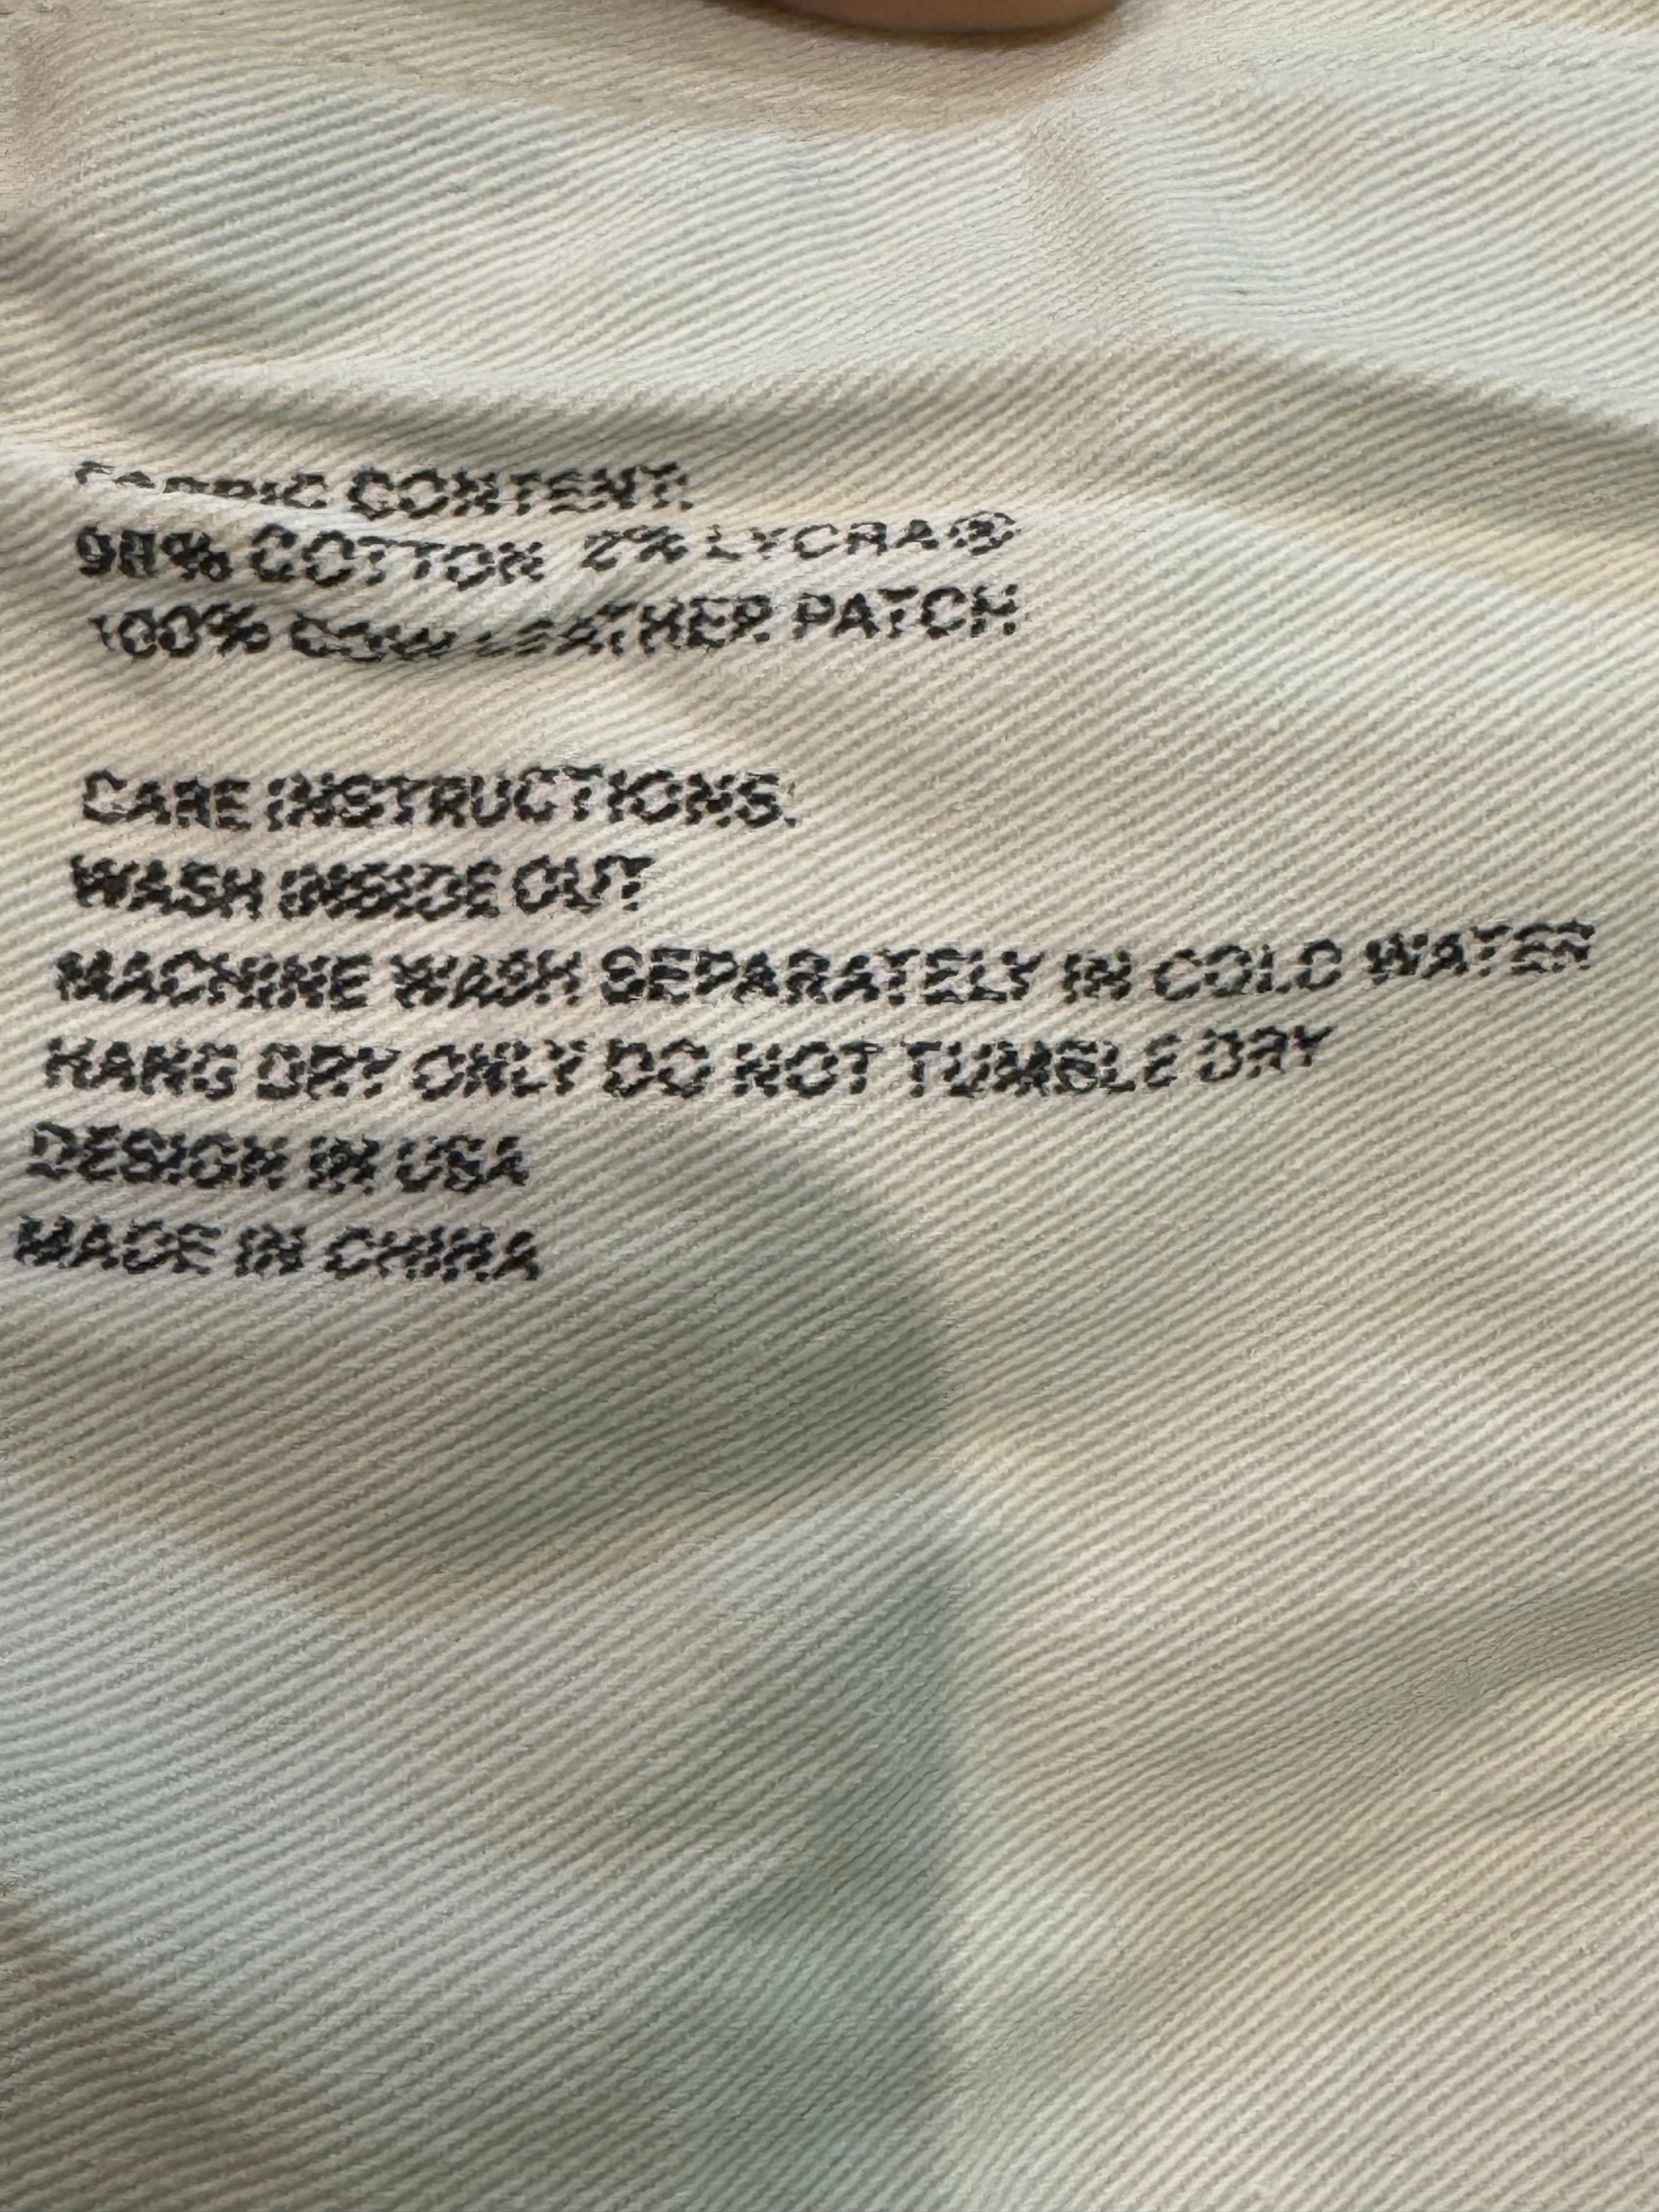 FABRIC CONTENT:
98% COTTON 2% LYCRA®
100% COW LEATHER PATCH
CARE INSTRUCTIONS:
WASH INSIDE OUT
MACHINE WASH SEPARATELY IN COLD WATER
HANG DRY ONLY DO NOT TUMBLE DRY
DESIGN IN USA
MADE IN CHINA